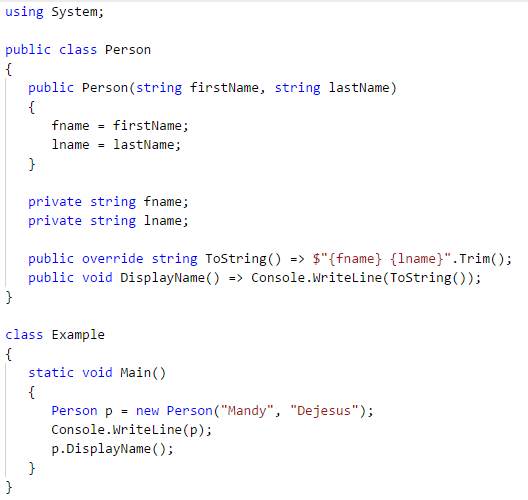 using System;

public class Person
{
   public Person(string firstName, string lastName)
   {
      fname = firstName;
      lname = lastName;
   }

   private string fname;
   private string lname;

   public override string ToString() => $"{fname} {lname}".Trim();
   public void DisplayName() => Console.WriteLine(ToString());
}

class Example
{
   static void Main()
   {
      Person p = new Person("Mandy", "Dejesus");
      Console.WriteLine(p);
      p.DisplayName();
   }
}